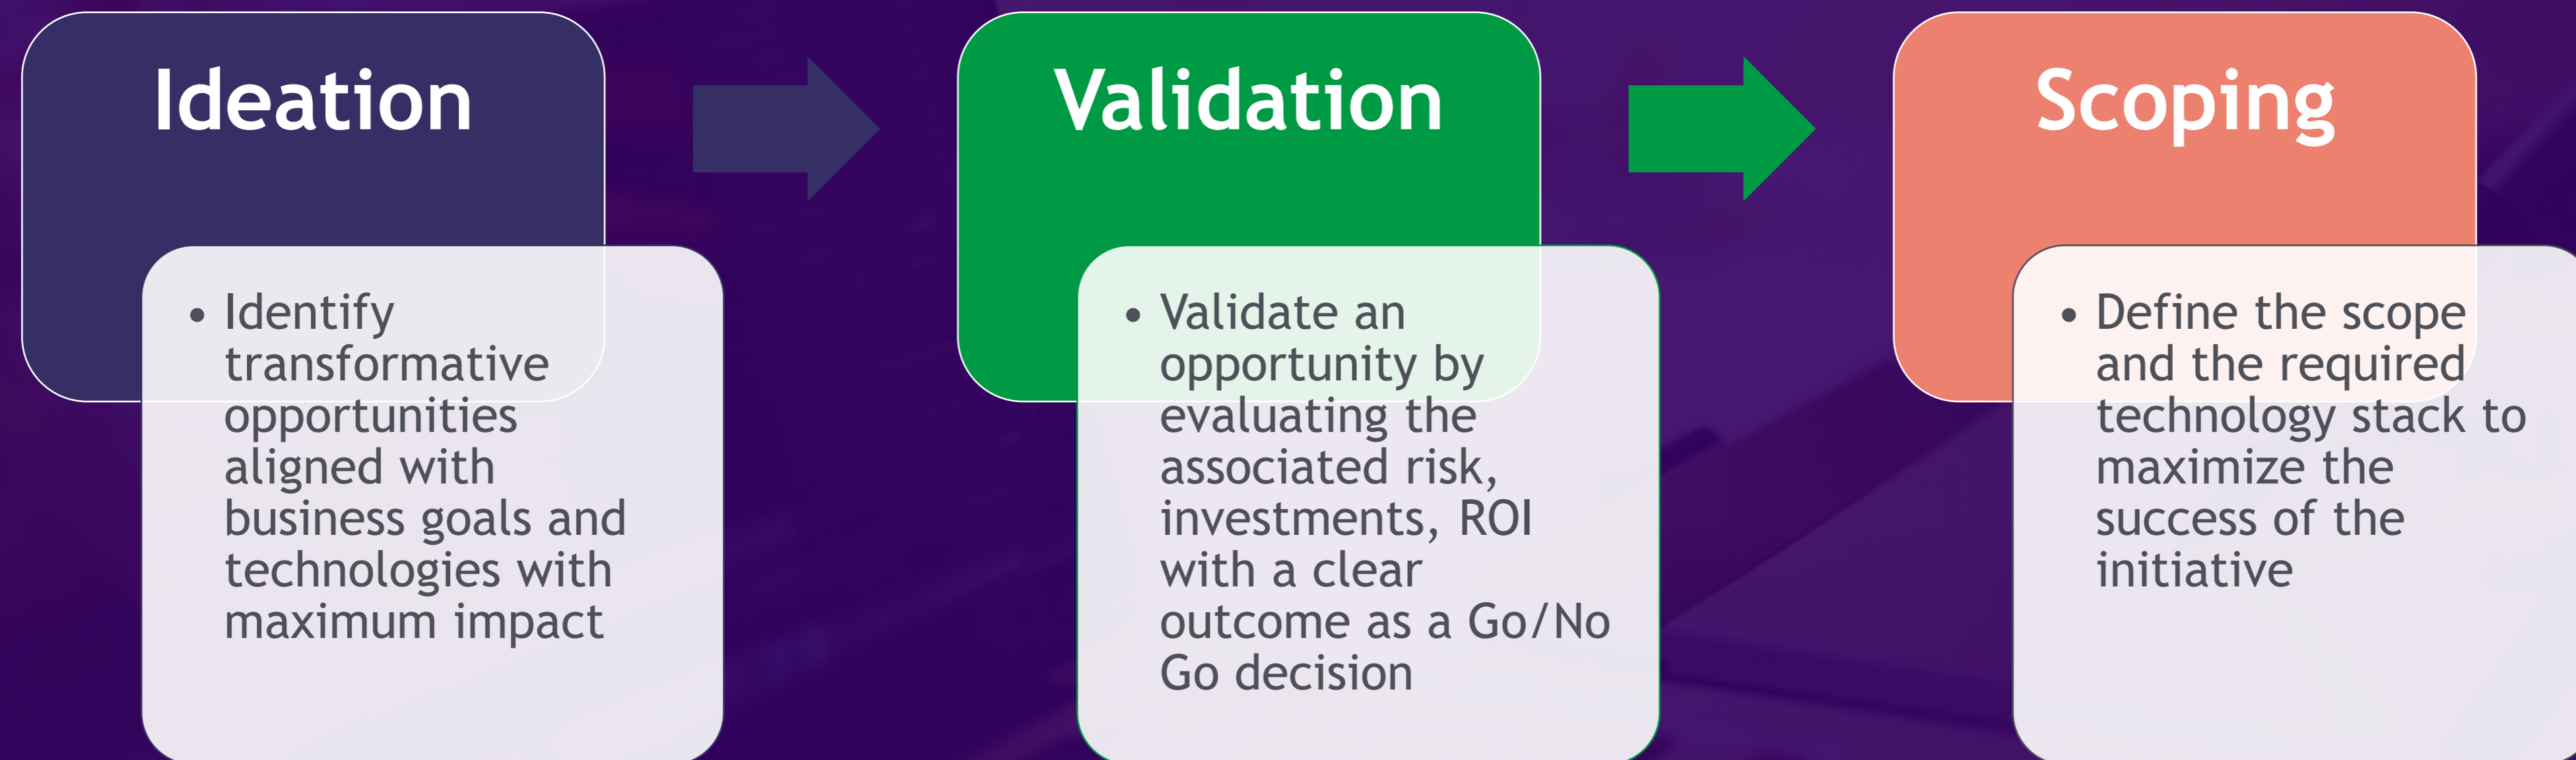 Ideation
• Identify
transformative
opportunities
aligned with
business goals and
technologies with
maximum impact
Validation
• Validate an
opportunity by
evaluating the
associated risk,
investments, ROI
with a clear
outcome as a Go/No
Go decision
Scoping
• Define the scope
and the required
technology stack to
maximize the
success of the
initiative